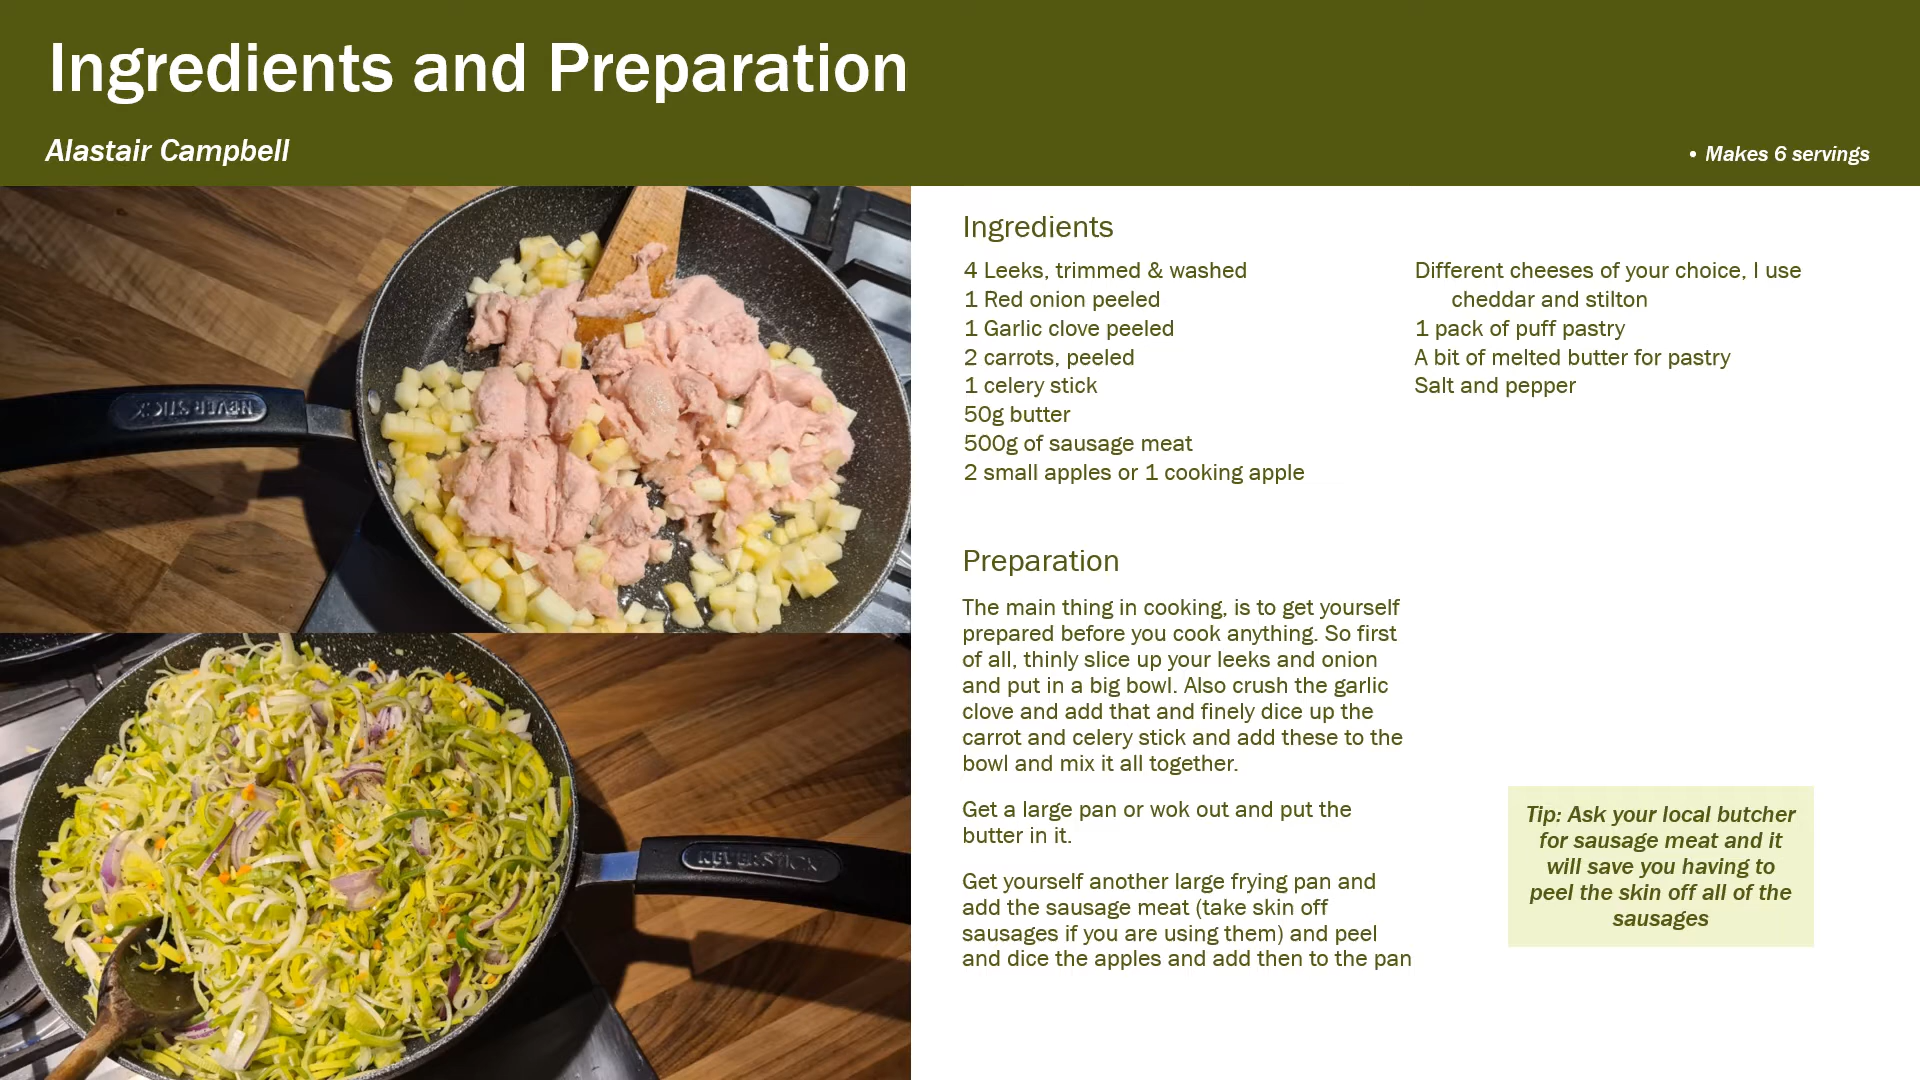 Ingredients and Preparation
Alastair Campbell
• Makes 6 servings
Ingredients
4 Leeks, trimmed & washed
1 Red onion peeled
1 Garlic clove peeled
2 carrots, peeled
1 celery stick
50g butter
500g of sausage meat
2 small apples or 1 cooking apple
Different cheeses of your choice, I use
cheddar and stilton
1 pack of puff pastry
A bit of melted butter for pastry
Salt and pepper
Preparation
The main thing in cooking, is to get yourself
prepared before you cook anything. So first
of all, thinly slice up your leeks and onion
and put in a big bowl. Also crush the garlic
clove and add that and finely dice up the
carrot and celery stick and add these to the
bowl and mix it all together.
Get a large pan or wok out and put the
butter in it.
Get yourself another large frying pan and
add the sausage meat (take skin off
sausages if you are using them) and peel
and dice the apples and add then to the pan
Tip: Ask your local butcher
for sausage meat and it
will save you having to
peel the skin off all of the
sausages
NEVER STICK
NEVER STICK